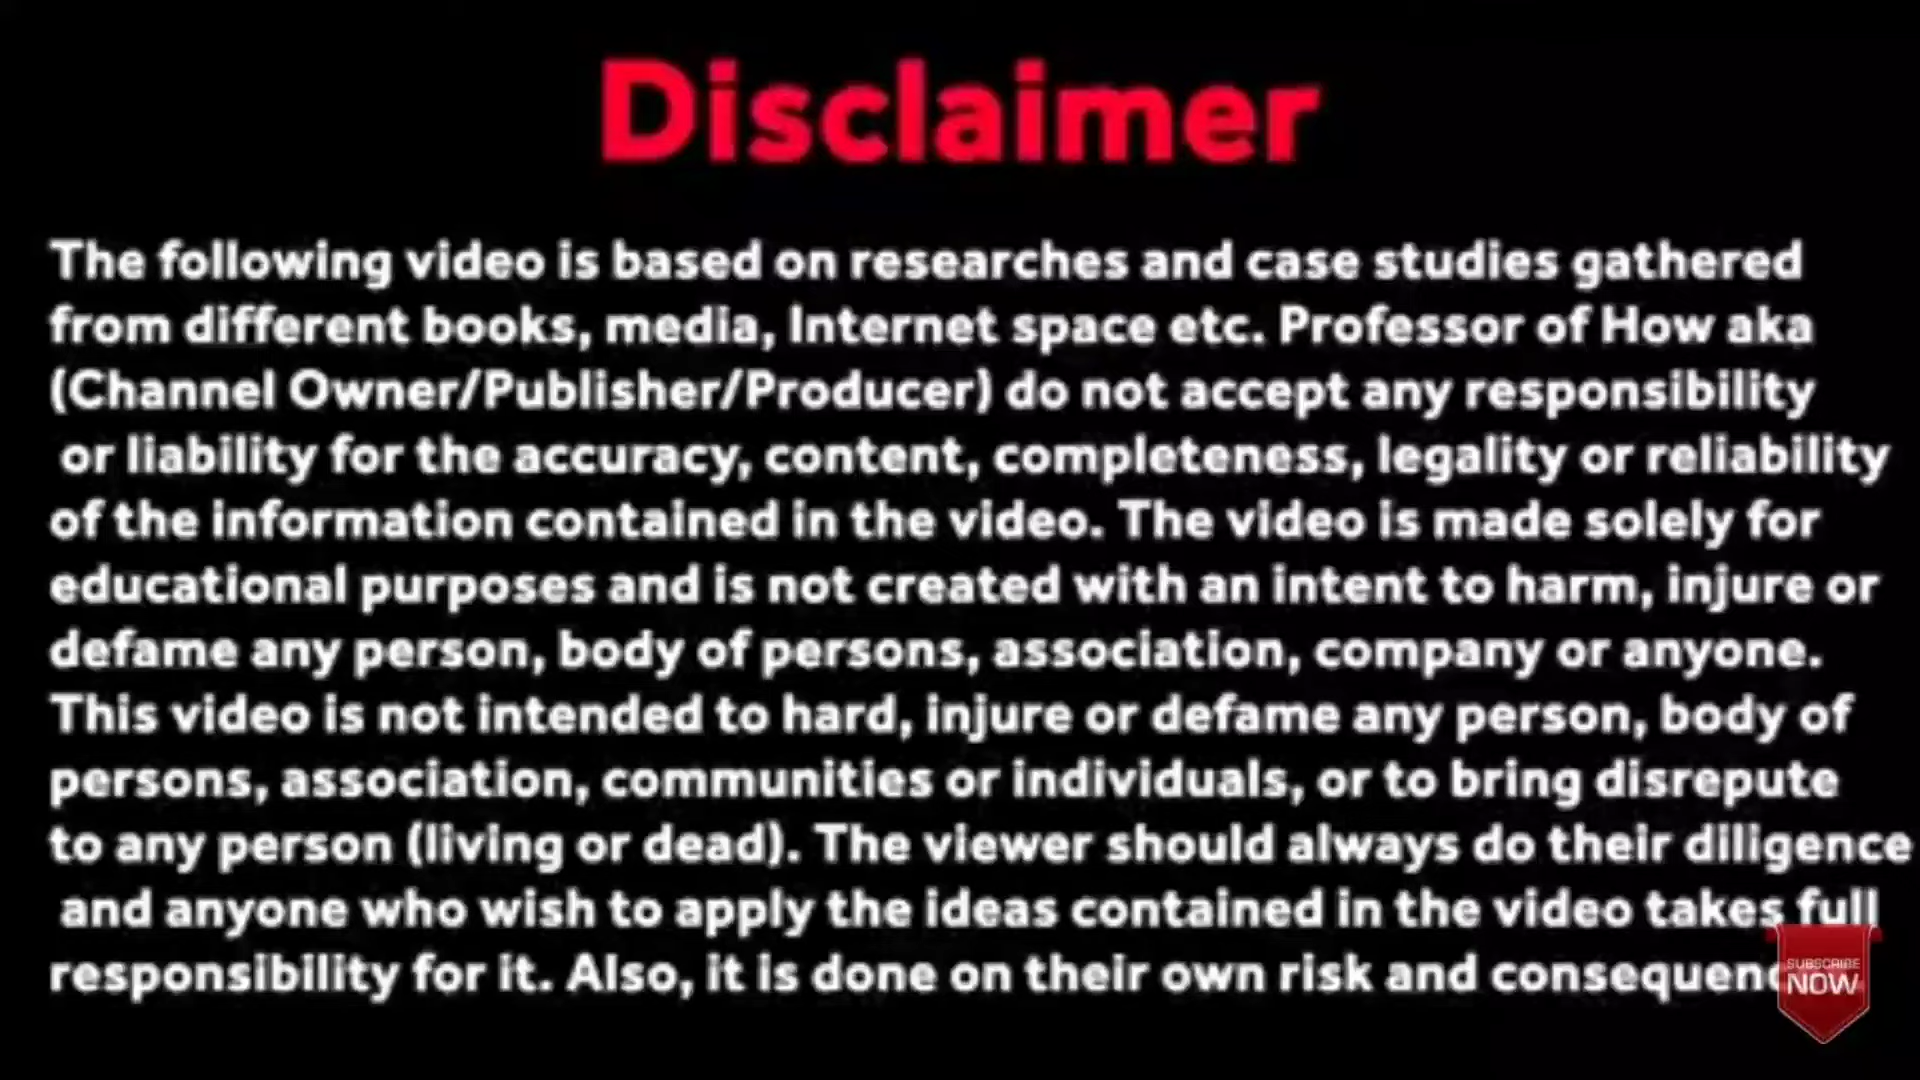 Disclaimer
The following video is based on researches and case studies gathered
from different books, media, Internet space etc. Professor of How aka
(Channel Owner/Publisher/Producer) do not accept any responsibility
or liability for the accuracy, content, completeness, legality or reliability
of the information contained in the video. The video is made solely for
educational purposes and is not created with an intent to harm, injure or
defame any person, body of persons, association, company or anyone.
This video is not intended to hard, injure or defame any person, body of
persons, association, communities or individuals, or to bring disrepute
to any person (living or dead). The viewer should always do their diligence
and anyone who wish to apply the ideas contained in the video takes full
responsibility for it. Also, it is done on their own risk and
SUBSCRIBE
NOW